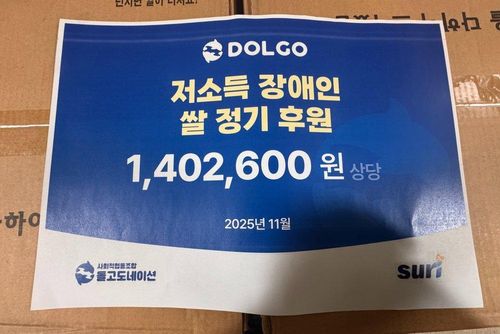 DOLGO
저소득 장애인
쌀 정기 후원
1,402,600 원 상당
2025년 11월
사회적협동조합
돌고도네이션
suri